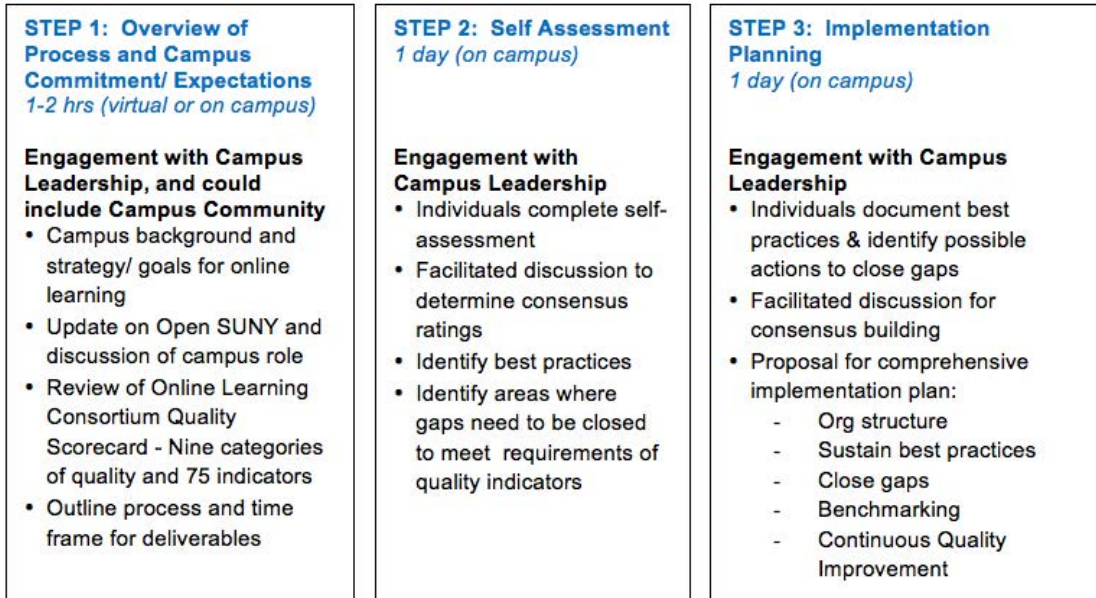 STEP 1: Overview of
Process and Campus
Commitment/ Expectations
1-2 hrs (virtual or on campus)
Engagement with Campus
Leadership, and could
include Campus Community
• Campus background and
strategy/ goals for online
learning
• Update on Open SUNY and
discussion of campus role
• Review of Online Learning
Consortium Quality
Scorecard - Nine categories
of quality and 75 indicators
• Outline process and time
frame for deliverables
STEP 2: Self Assessment
1 day (on campus)
Engagement with
Campus Leadership
• Individuals complete self-
assessment
• Facilitated discussion to
determine consensus
ratings
• Identify best practices
• Identify areas where
gaps need to be closed
to meet requirements of
quality indicators
STEP 3: Implementation
Planning
1 day (on campus)
Engagement with Campus
Leadership
• Individuals document best
practices & identify possible
actions to close gaps
• Facilitated discussion for
consensus building
• Proposal for comprehensive
implementation plan:
- Org structure
- Sustain best practices
- Close gaps
- Benchmarking
- Continuous Quality
Improvement